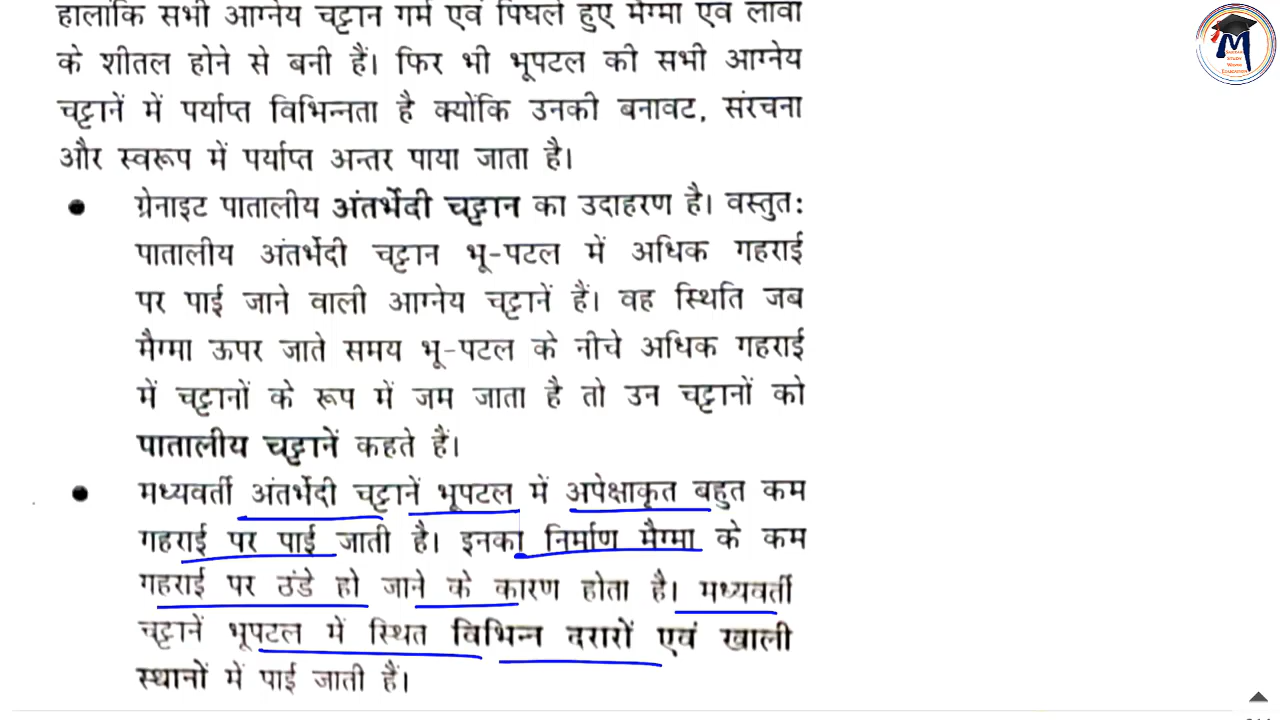 हालांकि सभी आग्नेय चट्टान गर्म एवं पिघले हुए मैग्मा एवं लावा
के शीतल होने से बनी हैं। फिर भी भूपटल की सभी आग्नेय
चट्टानें में पर्याप्त विभिन्नता है क्योंकि उनकी बनावट, संरचना
और स्वरूप में पर्याप्त अन्तर पाया जाता है।
● ग्रेनाइट पातालीय अंतर्भेदी चट्टान का उदाहरण है। वस्तुतः
पातालीय अंतर्भेदी चट्टान भू-पटल में अधिक गहराई
पर पाई जाने वाली आग्नेय चट्टानें हैं। वह स्थिति जब
मैग्मा ऊपर जाते समय भू-पटल के नीचे अधिक गहराई
में चट्टानों के रूप में जम जाता है तो उन चट्टानों को
पातालीय चट्टानें कहते हैं।
● मध्यवर्ती अंतर्भेदी चट्टानें भूपटल में अपेक्षाकृत बहुत कम
गहराई पर पाई जाती है। इनका निर्माण मैग्मा के कम
गहराई पर ठंडे हो जाने के कारण होता है। मध्यवर्ती
चट्टानें भूपटल में स्थित विभिन्न दरारों एवं खाली
स्थानों में पाई जाती हैं।